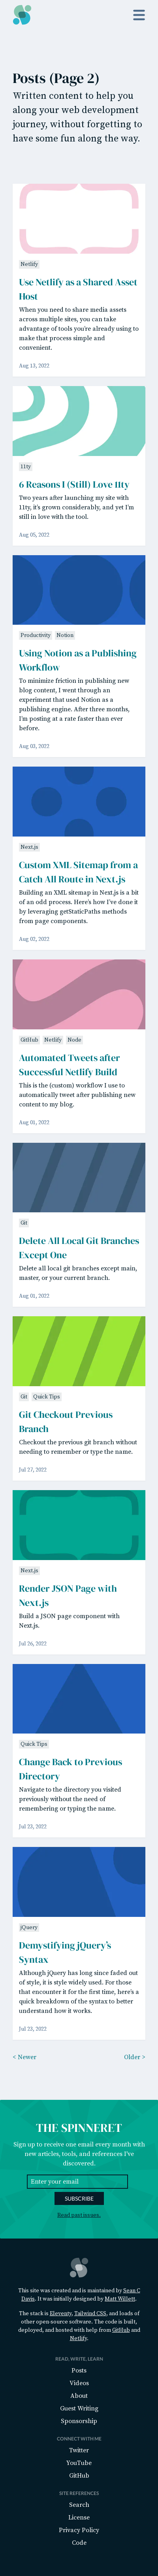 Posts (Page 2)
Written content to help you
along your web development
journey, without forgetting to
have some fun along the way.
Netlify
Use Netlify as a Shared Asset
Host
When you need to share media assets
across multiple sites, you can take
advantage of tools you're already using to
make that process simple and
convenient.
Aug 13, 2022
11ty
6 Reasons I (Still) Love 11ty
Two years after launching my site with
11ty, it's grown considerably, and yet I'm
still in love with the tool.
Aug 05, 2022
Productivity Notion
Using Notion as a Publishing
Workflow
To minimize friction in publishing new
blog content, I went through an
experiment that used Notion as a
publishing engine. After three months,
I'm posting at a rate faster than ever
before.
Aug 03, 2022
Next.js
Custom XML Sitemap from a
Catch All Route in Next.js
Building an XML sitemap in Next.js is a bit
of an odd process. Here's how I've done it
by leveraging getStaticPaths methods
from page components.
Aug 02, 2022
GitHub Netlify Node
Automated Tweets after
Successful Netlify Build
This is the (custom) workflow I use to
automatically tweet after publishing new
content to my blog.
Aug 01, 2022
Git
Delete All Local Git Branches
Except One
Delete all local git branches except main,
master, or your current branch.
Aug 01, 2022
Git Quick Tips
Git Checkout Previous
Branch
Checkout the previous git branch without
needing to remember or type the name.
Jul 27, 2022
Next.js
Render JSON Page with
Next.js
Build a JSON page component with
Next.js.
Jul 26, 2022
Quick Tips
Change Back to Previous
Directory
Navigate to the directory you visited
previously without the need of
remembering or typing the name.
Jul 23, 2022
jQuery
Demystifying jQuery's
Syntax
Although jQuery has long since faded out
of style, it is style widely used. For those
that encounter it for the first time, here's a
quick breakdown of the syntax to better
understand how it works.
Jul 23, 2022
< Newer
Older >
THE SPINNERET
Sign up to receive one email every month with
new articles, tools, and letters I've
discovered.
Enter your email
SUBSCRIBE
Read past issues.
This site was created and is maintained by Sean C
Davis. It was initially designed by Matt Willett.
The stack is Eleventy, Tailwind CSS, and loads of
other open-source software. The code is built,
deployed, and hosted with help from GitHub and
Netlify.
READ, WRITE, LEARN
Posts
Videos
About
Guest Writing
Sponsorship
CONNECT WITH ME
Twitter
YouTube
GitHub
SITE REFERENCES
Search
License
Privacy Policy
Code